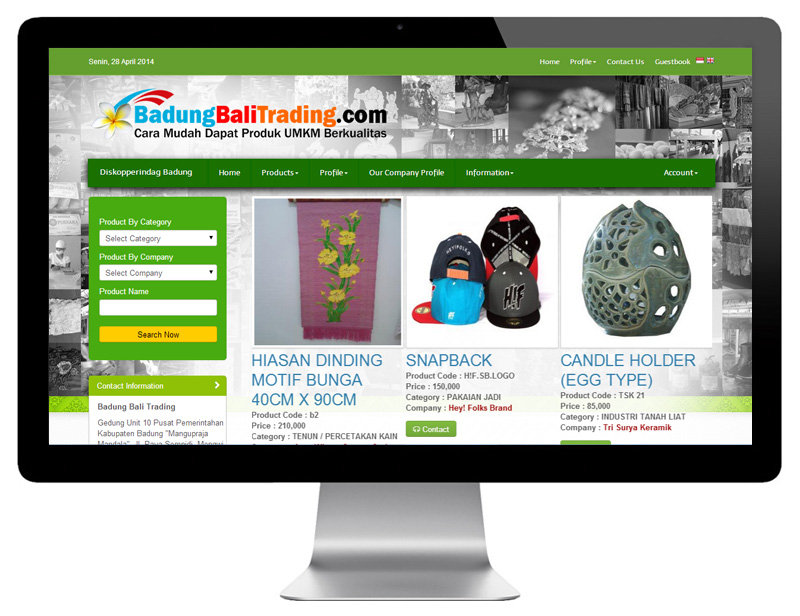 Senin, 28 April 2014
Home Profile Contact Us Guestbook
BadungBaliTrading.com
Cara Mudah Dapat Produk UMKM Berkualitas
Diskopperindag Badung Home Products Profile Our Company Profile Information Account
Product By Category
Select Category
Product By Company
Select Company
Product Name
Search Now
Contact Information
Badung Bali Trading
Gedung Unit 10 Pusat Pemerintahan
Kabupaten Badung "Mangupraja
HIASAN DINDING
MOTIF BUNGA
40CM X 90CM
Product Code : b2
Price : 210,000
Category : TENUN / PERCETAKAN KAIN
SNAPBACK
Product Code : H!F.SB.LOGO
Price : 150,000
Category : PAKAIAN JADI
Company : Hey! Folks Brand
Contact
CANDLE HOLDER
(EGG TYPE)
Product Code : TSK 21
Price : 85,000
Category : INDUSTRI TANAH LIAT
Company : Tri Surya Keramik